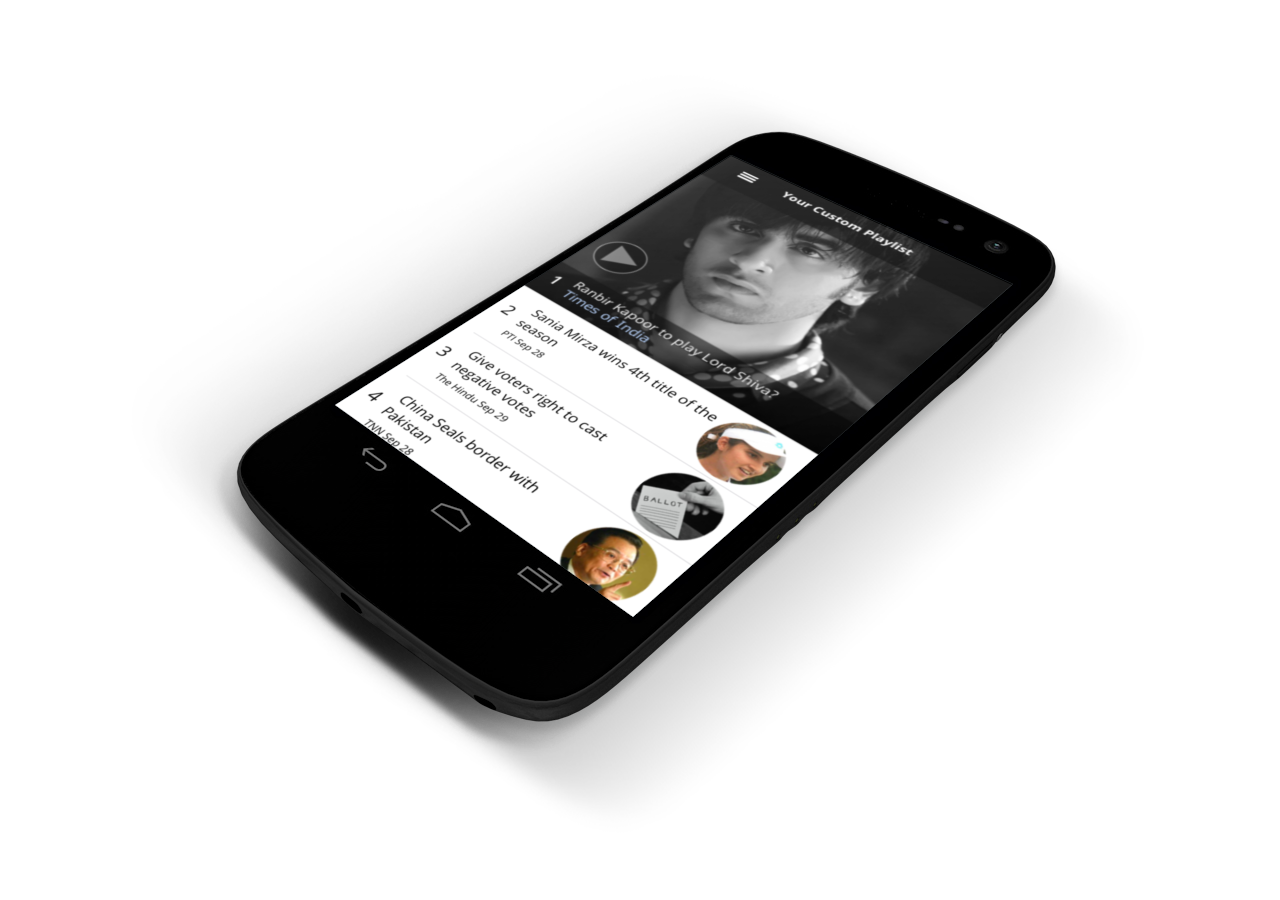 Your Custom Playlist
1 Ranbir Kapoor to play Lord Shiva?
Times of India
2 Sania Mirza wins 4th title of the
season
PTI Sep 28
3 Give voters right to cast
negative votes
The Hindu Sep 29
BALLOT
4 China Seals border with
Pakistan
TNN Sep 28